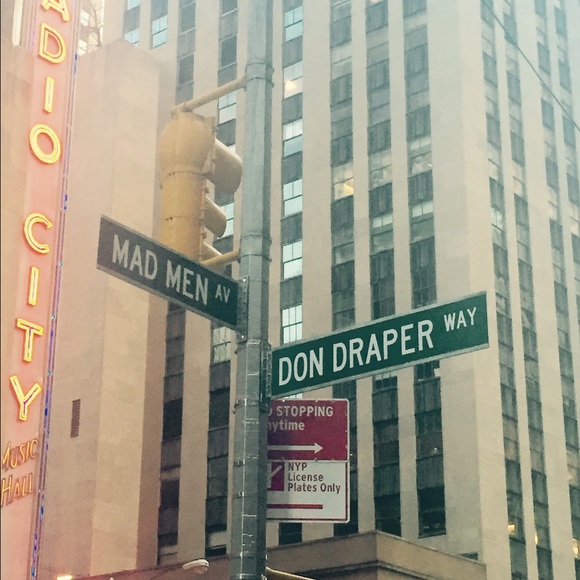 RADIO CITY
MUSIC
HALL
MAD MEN AV
DON DRAPER WAY
STOPPING
nytime
NYP
License
Plates Only